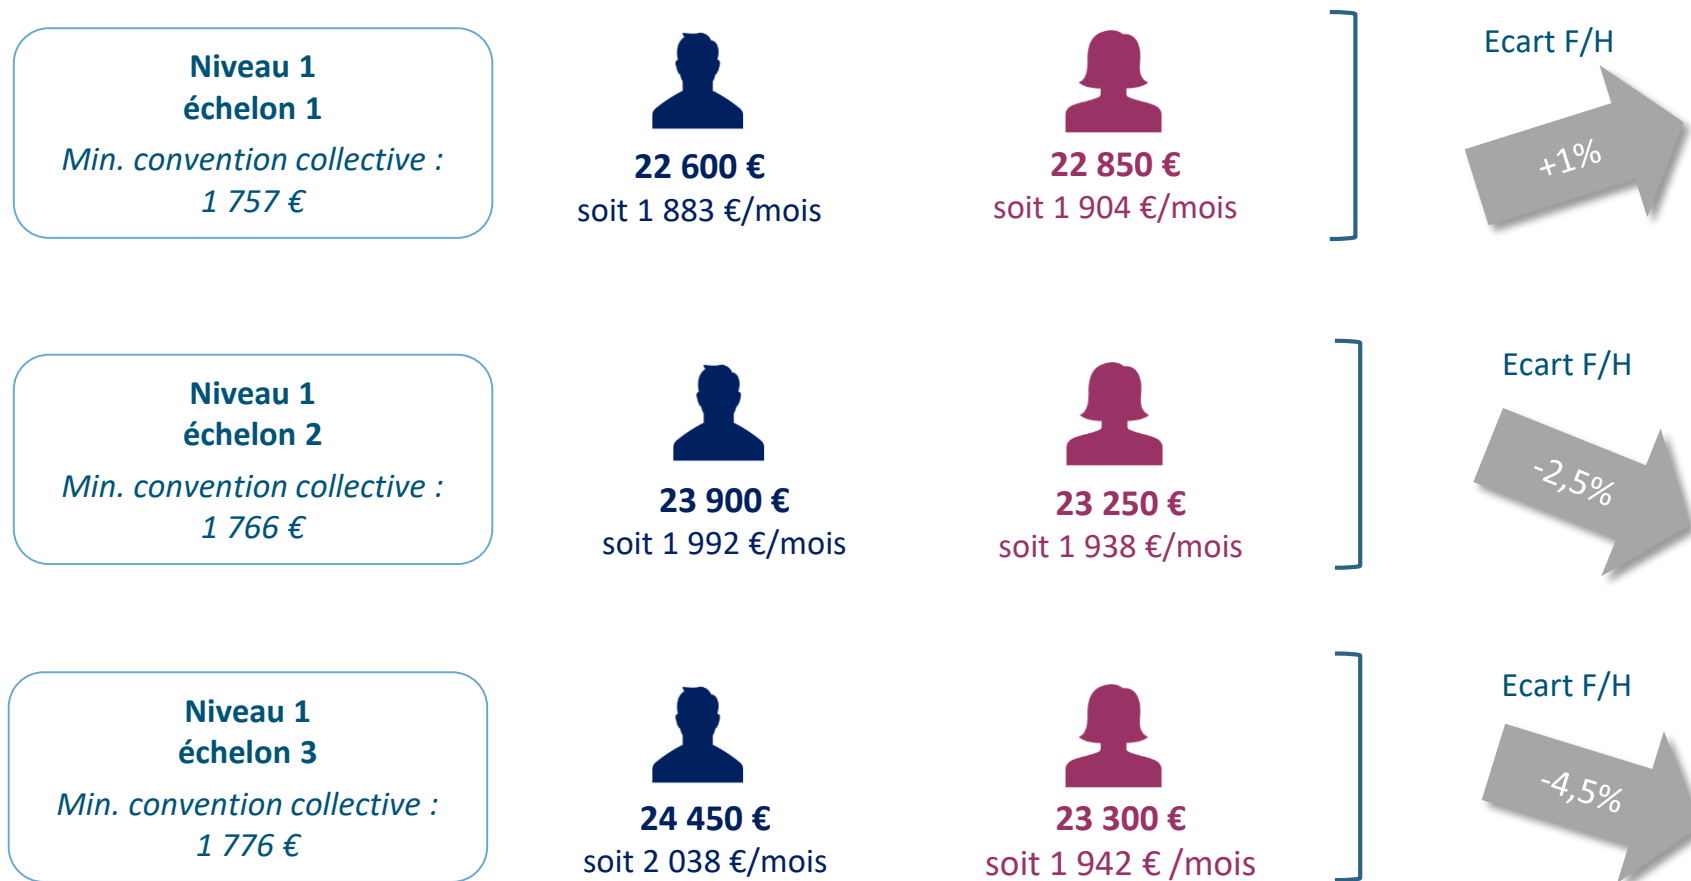 Niveau 1
échelon 1
Min. convention collective :
1 757 €
22 600 €
soit 1 883 €/mois
22 850 €
soit 1 904 €/mois
Ecart F/H
+1%
Niveau 1
échelon 2
Min. convention collective :
1 766 €
23 900 €
soit 1 992 €/mois
23 250 €
soit 1 938 €/mois
Ecart F/H
-2,5%
Niveau 1
échelon 3
Min. convention collective :
1 776 €
24 450 €
soit 2 038 €/mois
23 300 €
soit 1 942 € /mois
Ecart F/H
-4,5%